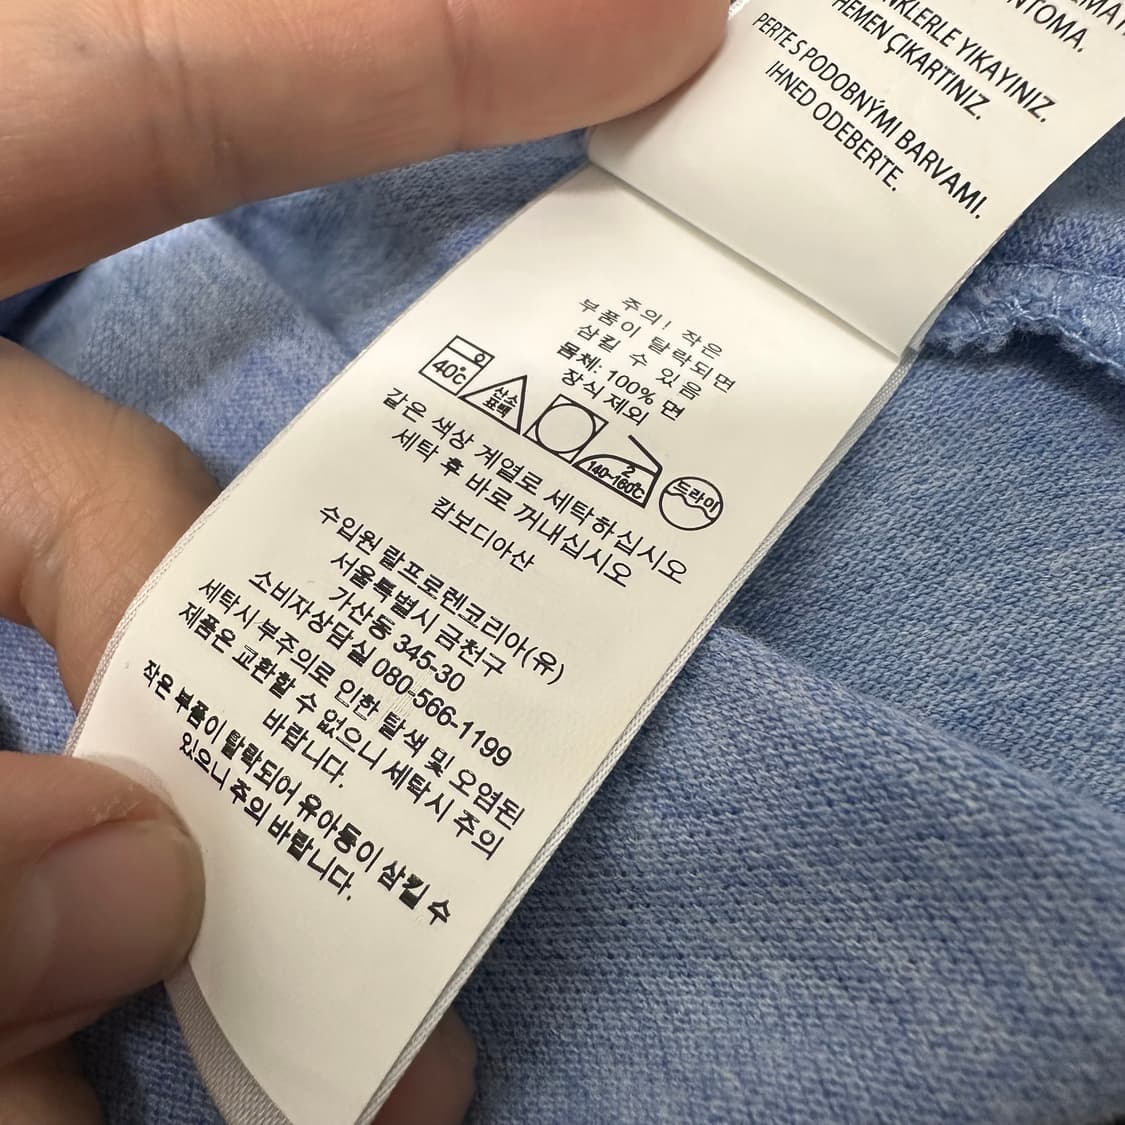 NTOMA.
NKLERLE YIKAYINIZ.
HEMEN ÇIKARTINIZ.
PERTE S PODOBNÝMI BARVAMI.
IHNED ODEBERTE.
주의! 작은
부품이 탈락되면
삼킬 수 있음
몸체: 100% 면
장식 제외
40℃
산소
표백
2
140~160℃
드라이
같은 색상 계열로 세탁하십시오
세탁 후 바로 꺼내십시오
캄보디아산
수입원 랄프로렌코리아(유)
서울특별시 금천구
가산동 345-30
소비자상담실 080-566-1199
세탁시 부주의로 인한 탈색 및 오염된
제품은 교환할 수 없으니 세탁시 주의
바랍니다.
작은 부품이 탈락되어 유아동이 삼킬 수
있으니 주의 바랍니다.